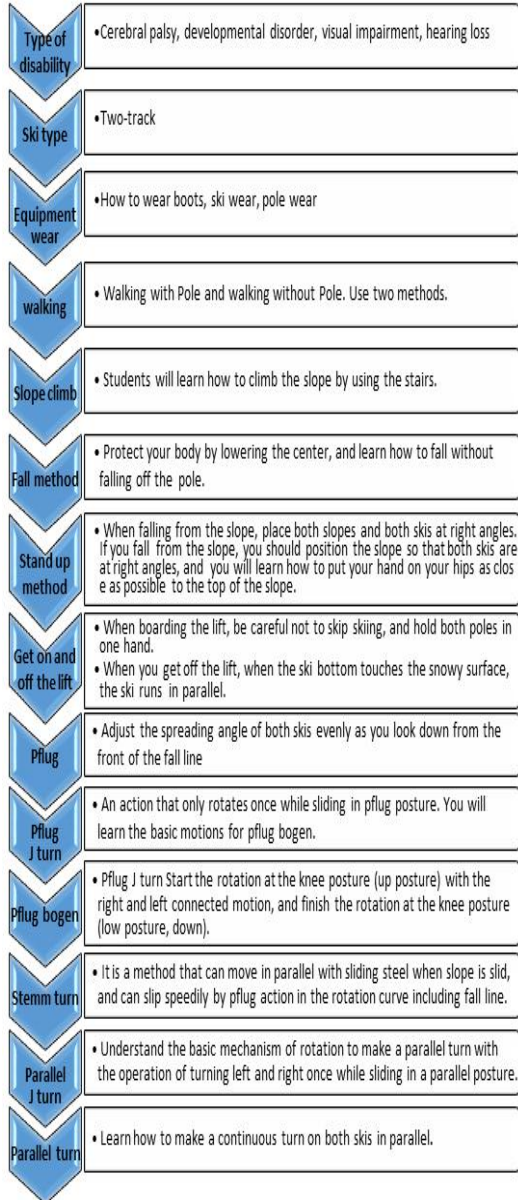 Type of
disability
•Cerebral palsy, developmental disorder, visual impairment, hearing loss
Ski type
•Two-track
Equipment
wear
•How to wear boots, ski wear, pole wear
walking
• Walking with Pole and walking without Pole. Use two methods.
Slope climb
• Students will learn how to climb the slope by using the stairs.
Fall method
• Protect your body by lowering the center, and learn how to fall without
falling off the pole.
Stand up
method
• When falling from the slope, place both slopes and both skis at right angles.
If you fall from the slope, you should position the slope so that both skis are
at right angles, and you will learn how to put your hand on your hips as clos
e as possible to the top of the slope.
Get on and
off the lift
• When boarding the lift, be careful not to skip skiing, and hold both poles in
one hand.
• When you get off the lift, when the ski bottom touches the snowy surface,
the ski runs in parallel.
Pflug
• Adjust the spreading angle of both skis evenly as you look down from the
front of the fall line
Pflug
J turn
• An action that only rotates once while sliding in pflug posture. You will
learn the basic motions for pflug bogen.
Pflug bogen
• Pflug J turn Start the rotation at the knee posture (up posture) with the
right and left connected motion, and finish the rotation at the knee posture
(low posture, down).
Stemm turn
• It is a method that can move in parallel with sliding steel when slope is slid,
and can slip speedily by pflug action in the rotation curve including fall line.
Parallel
J turn
• Understand the basic mechanism of rotation to make a parallel turn with
the operation of turning left and right once while sliding in a parallel posture.
Parallel turn
• Learn how to make a continuous turn on both skis in parallel.